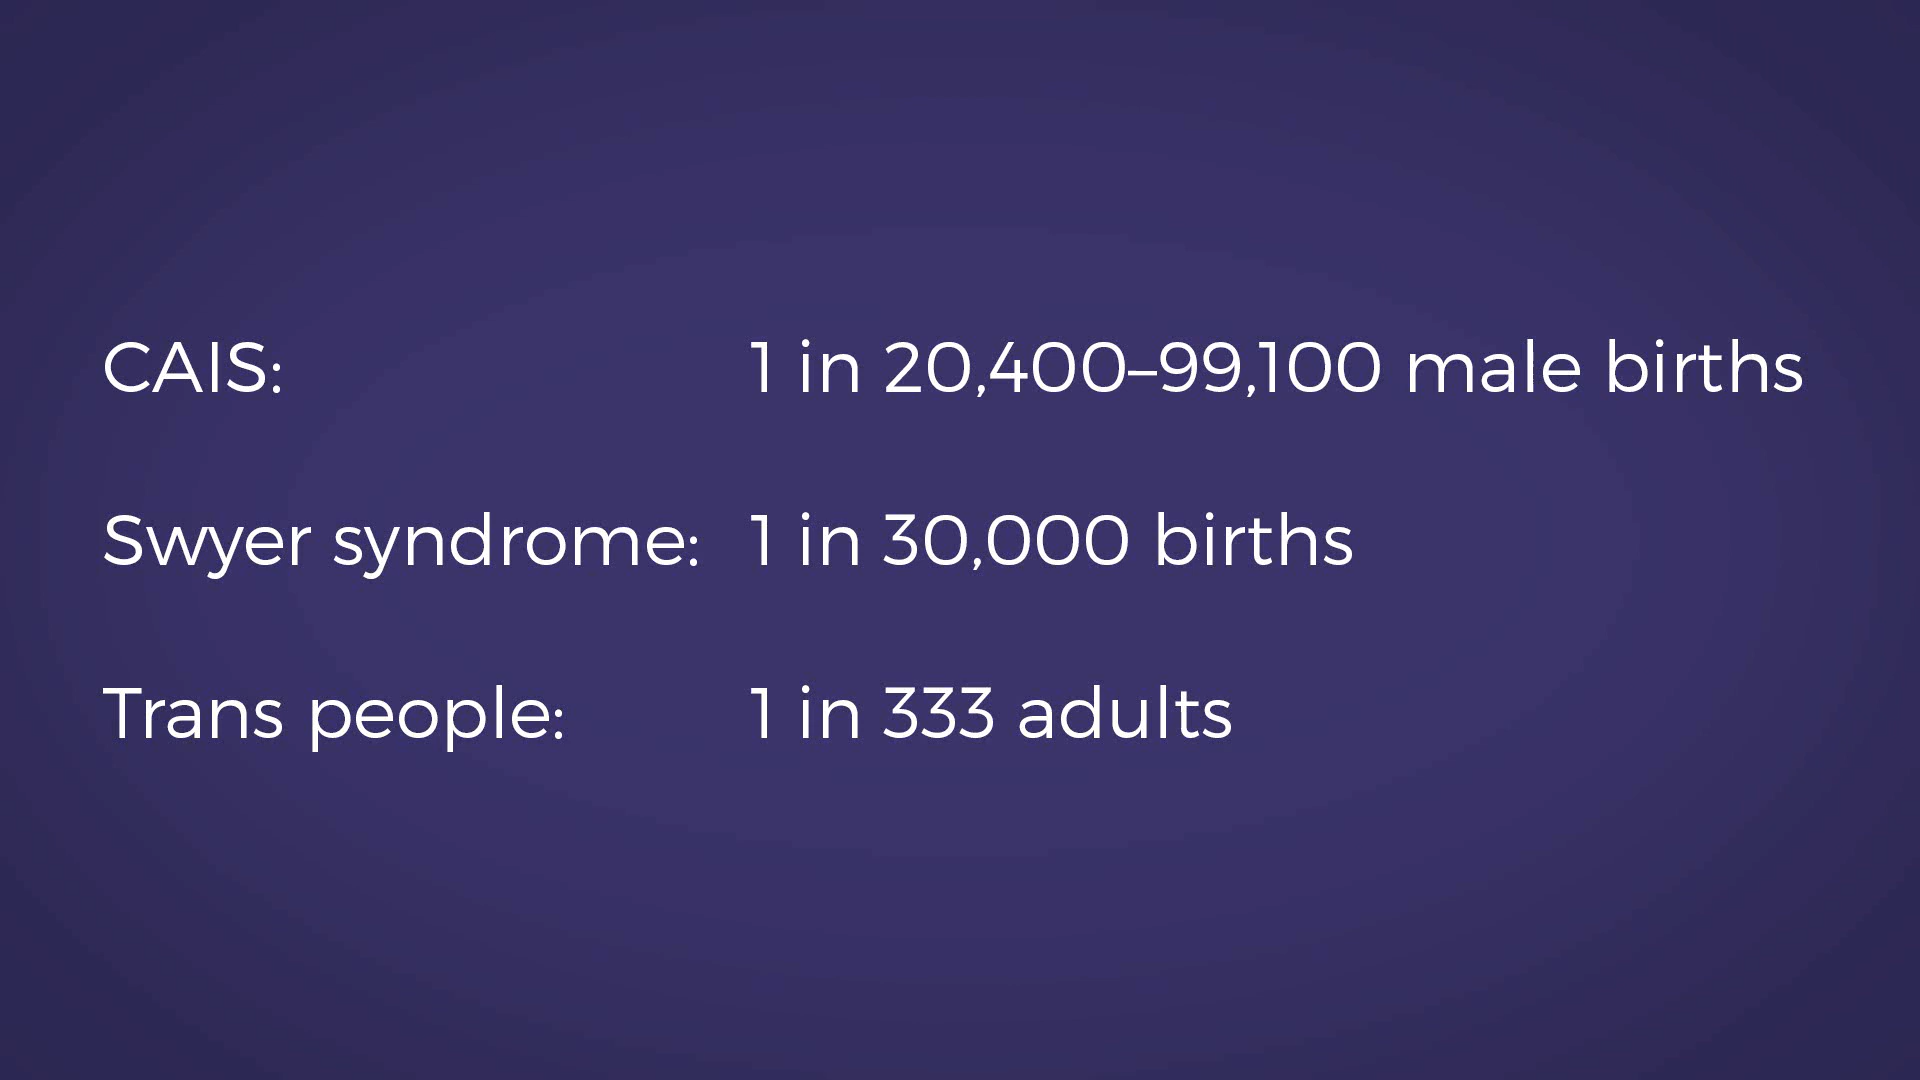 CAIS: 1 in 20,400–99,100 male births
Swyer syndrome: 1 in 30,000 births
Trans people: 1 in 333 adults